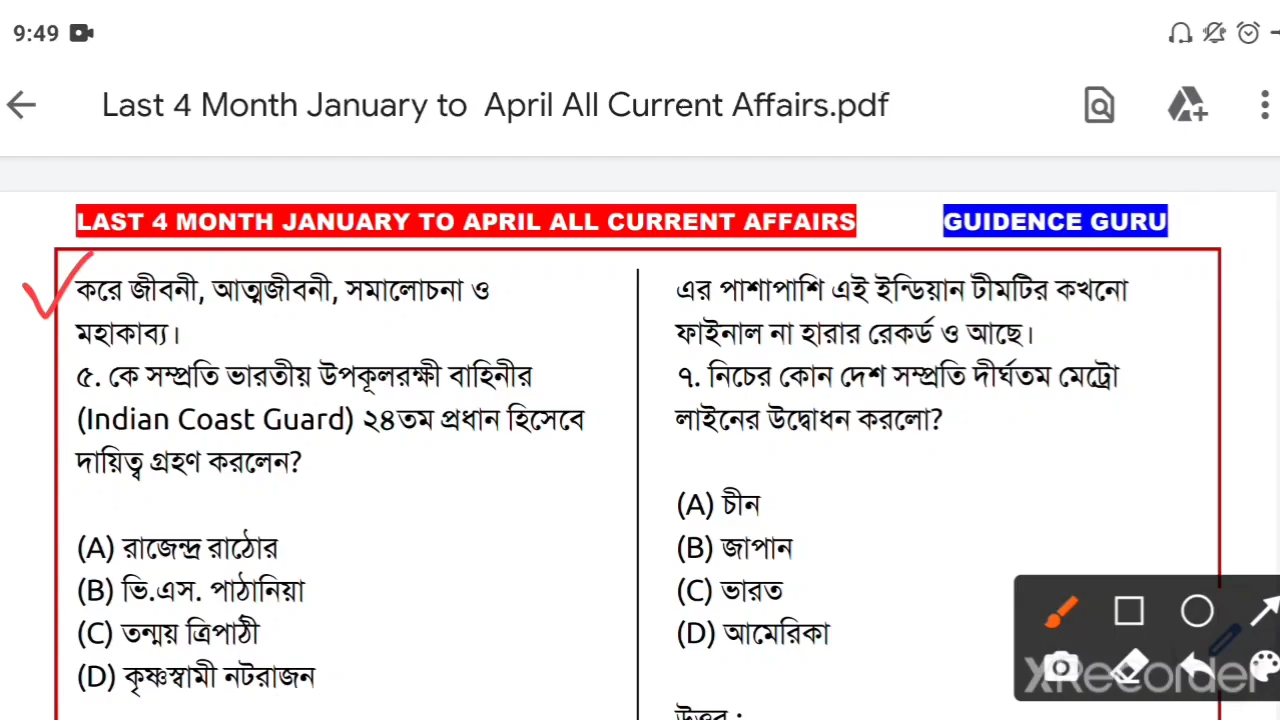 9:49
Last 4 Month January to April All Current Affairs.pdf
LAST 4 MONTH JANUARY TO APRIL ALL CURRENT AFFAIRS GUIDENCE GURU
করে জীবনী, আত্মজীবনী, সমালোচনা ও
মহাকাব্য।
৫. কে সম্প্রতি ভারতীয় উপকূলরক্ষী বাহিনীর
(Indian Coast Guard) ২৪তম প্রধান হিসেবে
দায়িত্ব গ্রহণ করলেন?
(A) রাজেন্দ্র রাঠোর
(B) ভি.এস. পাঠানিয়া
(C) তন্ময় ত্রিপাঠী
(D) কৃষ্ণস্বামী নটরাজন
এর পাশাপাশি এই ইন্ডিয়ান টীমটির কখনো
ফাইনাল না হারার রেকর্ড ও আছে।
৭. নিচের কোন দেশ সম্প্রতি দীর্ঘতম মেট্রো
লাইনের উদ্বোধন করলো?
(A) চীন
(B) জাপান
(C) ভারত
(D) আমেরিকা
উত্তর :
XRecorder